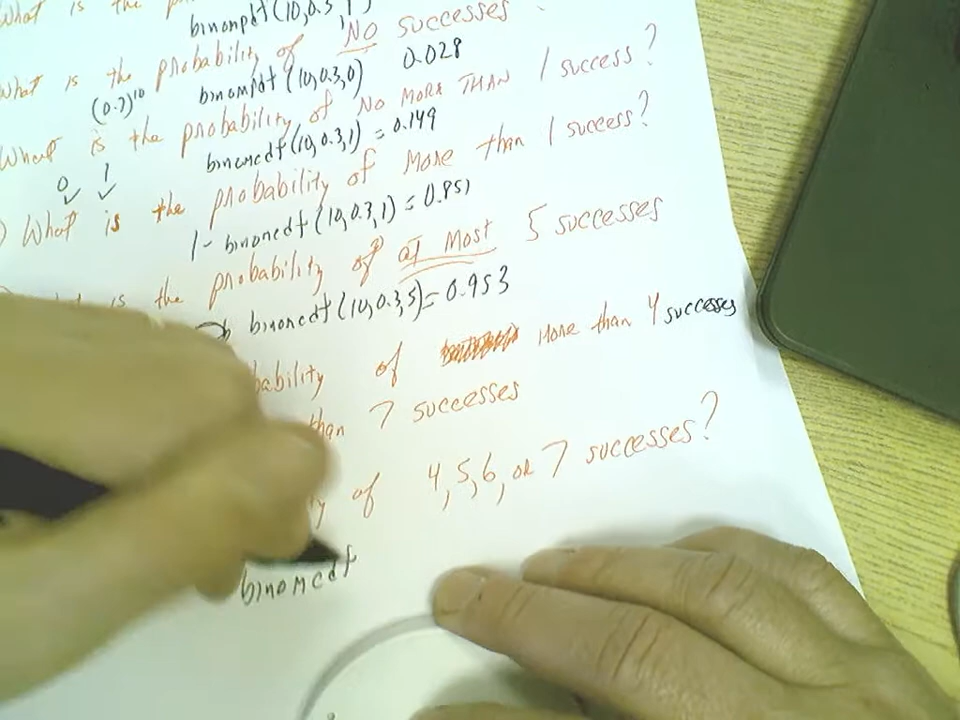 What is the
binompdf(10,0.3,1)
What is the probability of NO successes
(0.7)¹⁰ binompdf (10,0.3,0) 0.028
What is the probability of NO MORE THAN 1 success?
binomcdf(10,0.3,1) = 0.149
0 1
) What is the probability of More than 1 success?
1- binomcdf (10,0.3,1) = 0.851
is the probability of at Most 5 successes
binomcdf (10,0.3,5) = 0.953
bability of More than 4 successes
than 7 successes
of 4,5,6, or 7 successes?
binomcdf